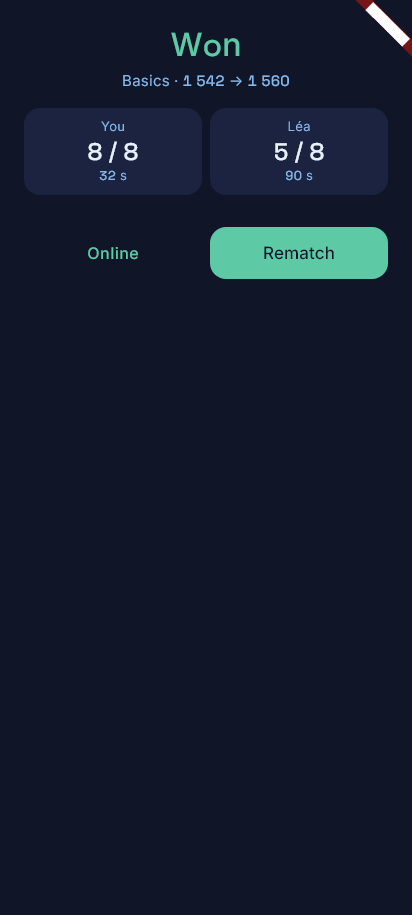 Won
Basics · 1 542 → 1 560
You
8 / 8
32 s
Léa
5 / 8
90 s
Online
Rematch